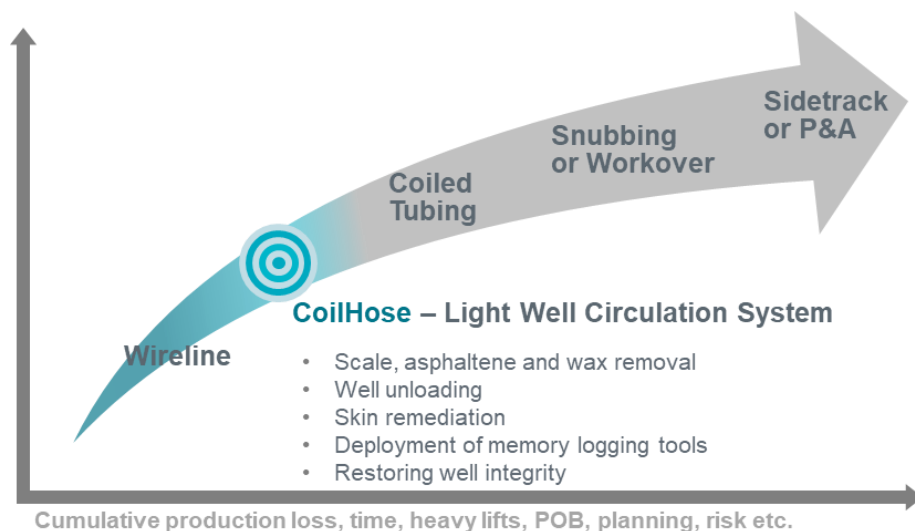 Sidetrack
or P&A
Snubbing
or Workover
Coiled
Tubing
CoilHose – Light Well Circulation System
Wireline
• Scale, asphaltene and wax removal
• Well unloading
• Skin remediation
• Deployment of memory logging tools
• Restoring well integrity
Cumulative production loss, time, heavy lifts, POB, planning, risk etc.